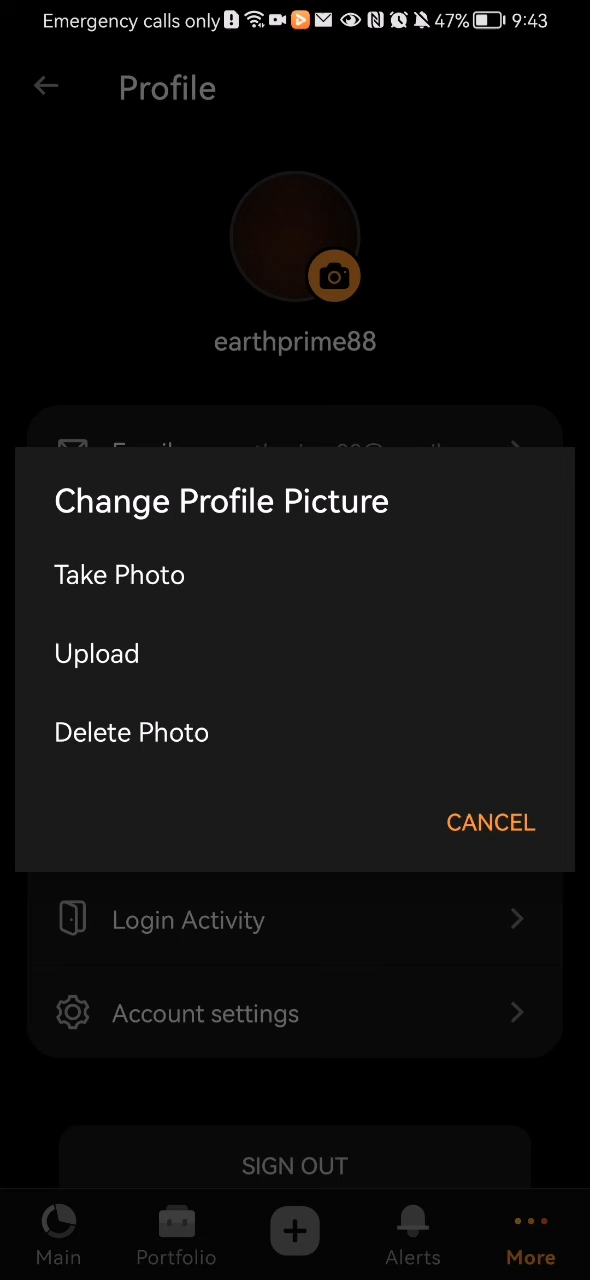 Emergency calls only 47% 9:43
Profile
earthprime88
Change Profile Picture
Take Photo
Upload
Delete Photo
CANCEL
Login Activity
Account settings
SIGN OUT
Main Portfolio Alerts More